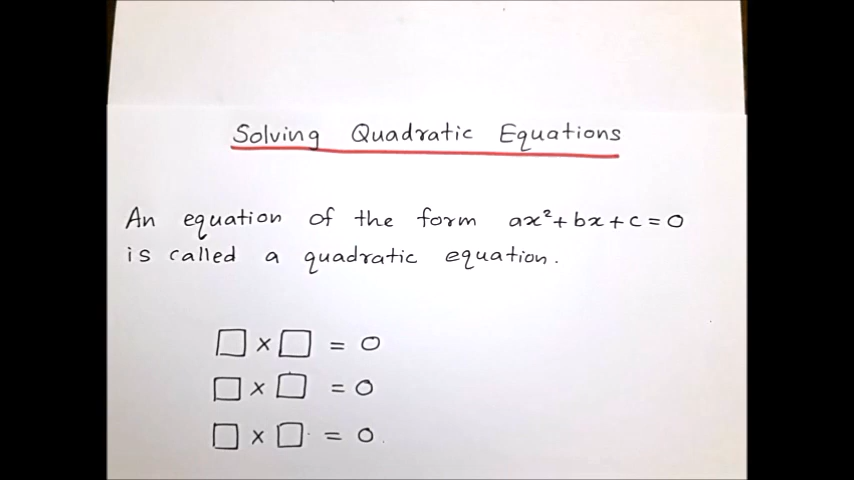 Solving Quadratic Equations
An equation of the form ax²+bx+c=0
is called a quadratic equation.
□ × □ = 0
□ × □ = 0
□ × □ = 0